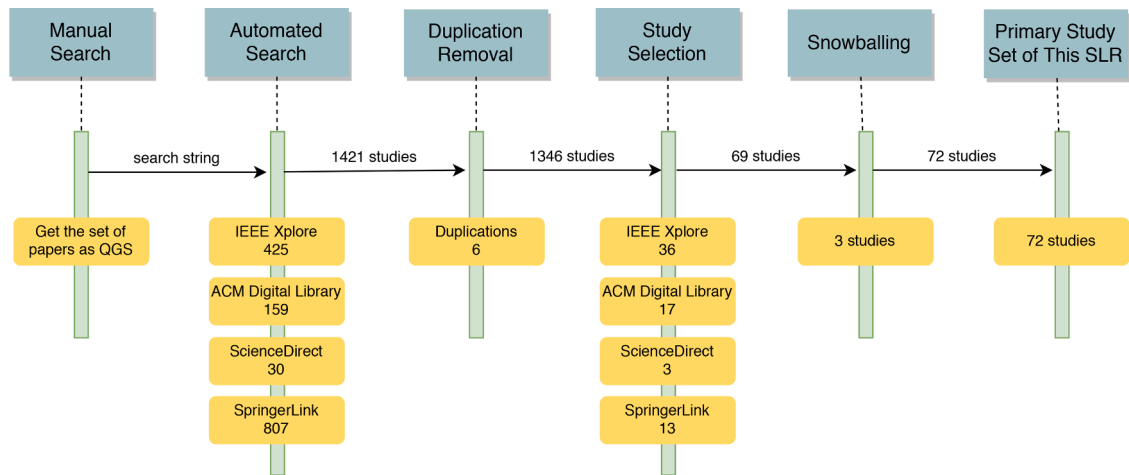 Manual
Search
Automated
Search
Duplication
Removal
Study
Selection
Snowballing
Primary Study
Set of This SLR
search string
1421 studies
1346 studies
69 studies
72 studies
Get the set of
papers as QGS
IEEE Xplore
425
ACM Digital Library
159
ScienceDirect
30
SpringerLink
807
Duplications
6
IEEE Xplore
36
ACM Digital Library
17
ScienceDirect
3
SpringerLink
13
3 studies
72 studies